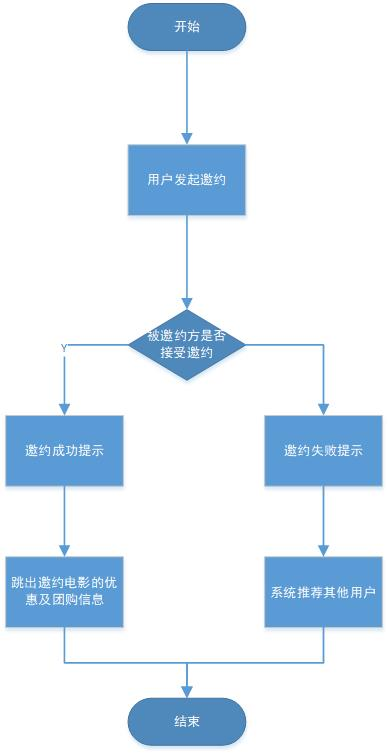 开始
用户发起邀约
被邀约方是否
接受邀约
Y
邀约成功提示
邀约失败提示
跳出邀约电影的优
惠及团购信息
系统推荐其他用户
结束